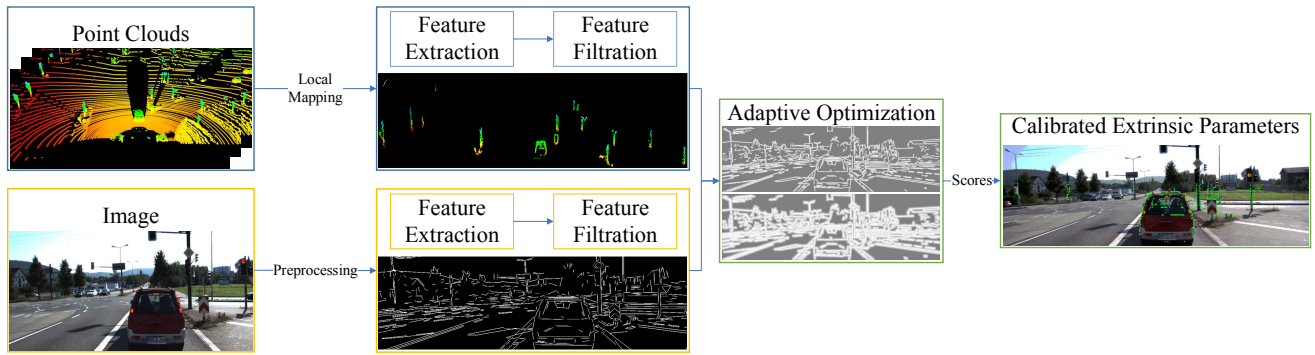 Point Clouds
Local
Mapping
Feature
Extraction
Feature
Filtration
Image
Preprocessing
Feature
Extraction
Feature
Filtration
Adaptive Optimization
Scores
Calibrated Extrinsic Parameters